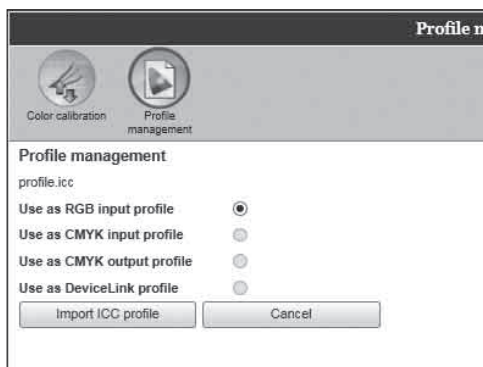 Profile
Color calibration
Profile
management
Profile management
profile.icc
Use as RGB input profile
Use as CMYK input profile
Use as CMYK output profile
Use as DeviceLink profile
Import ICC profile Cancel